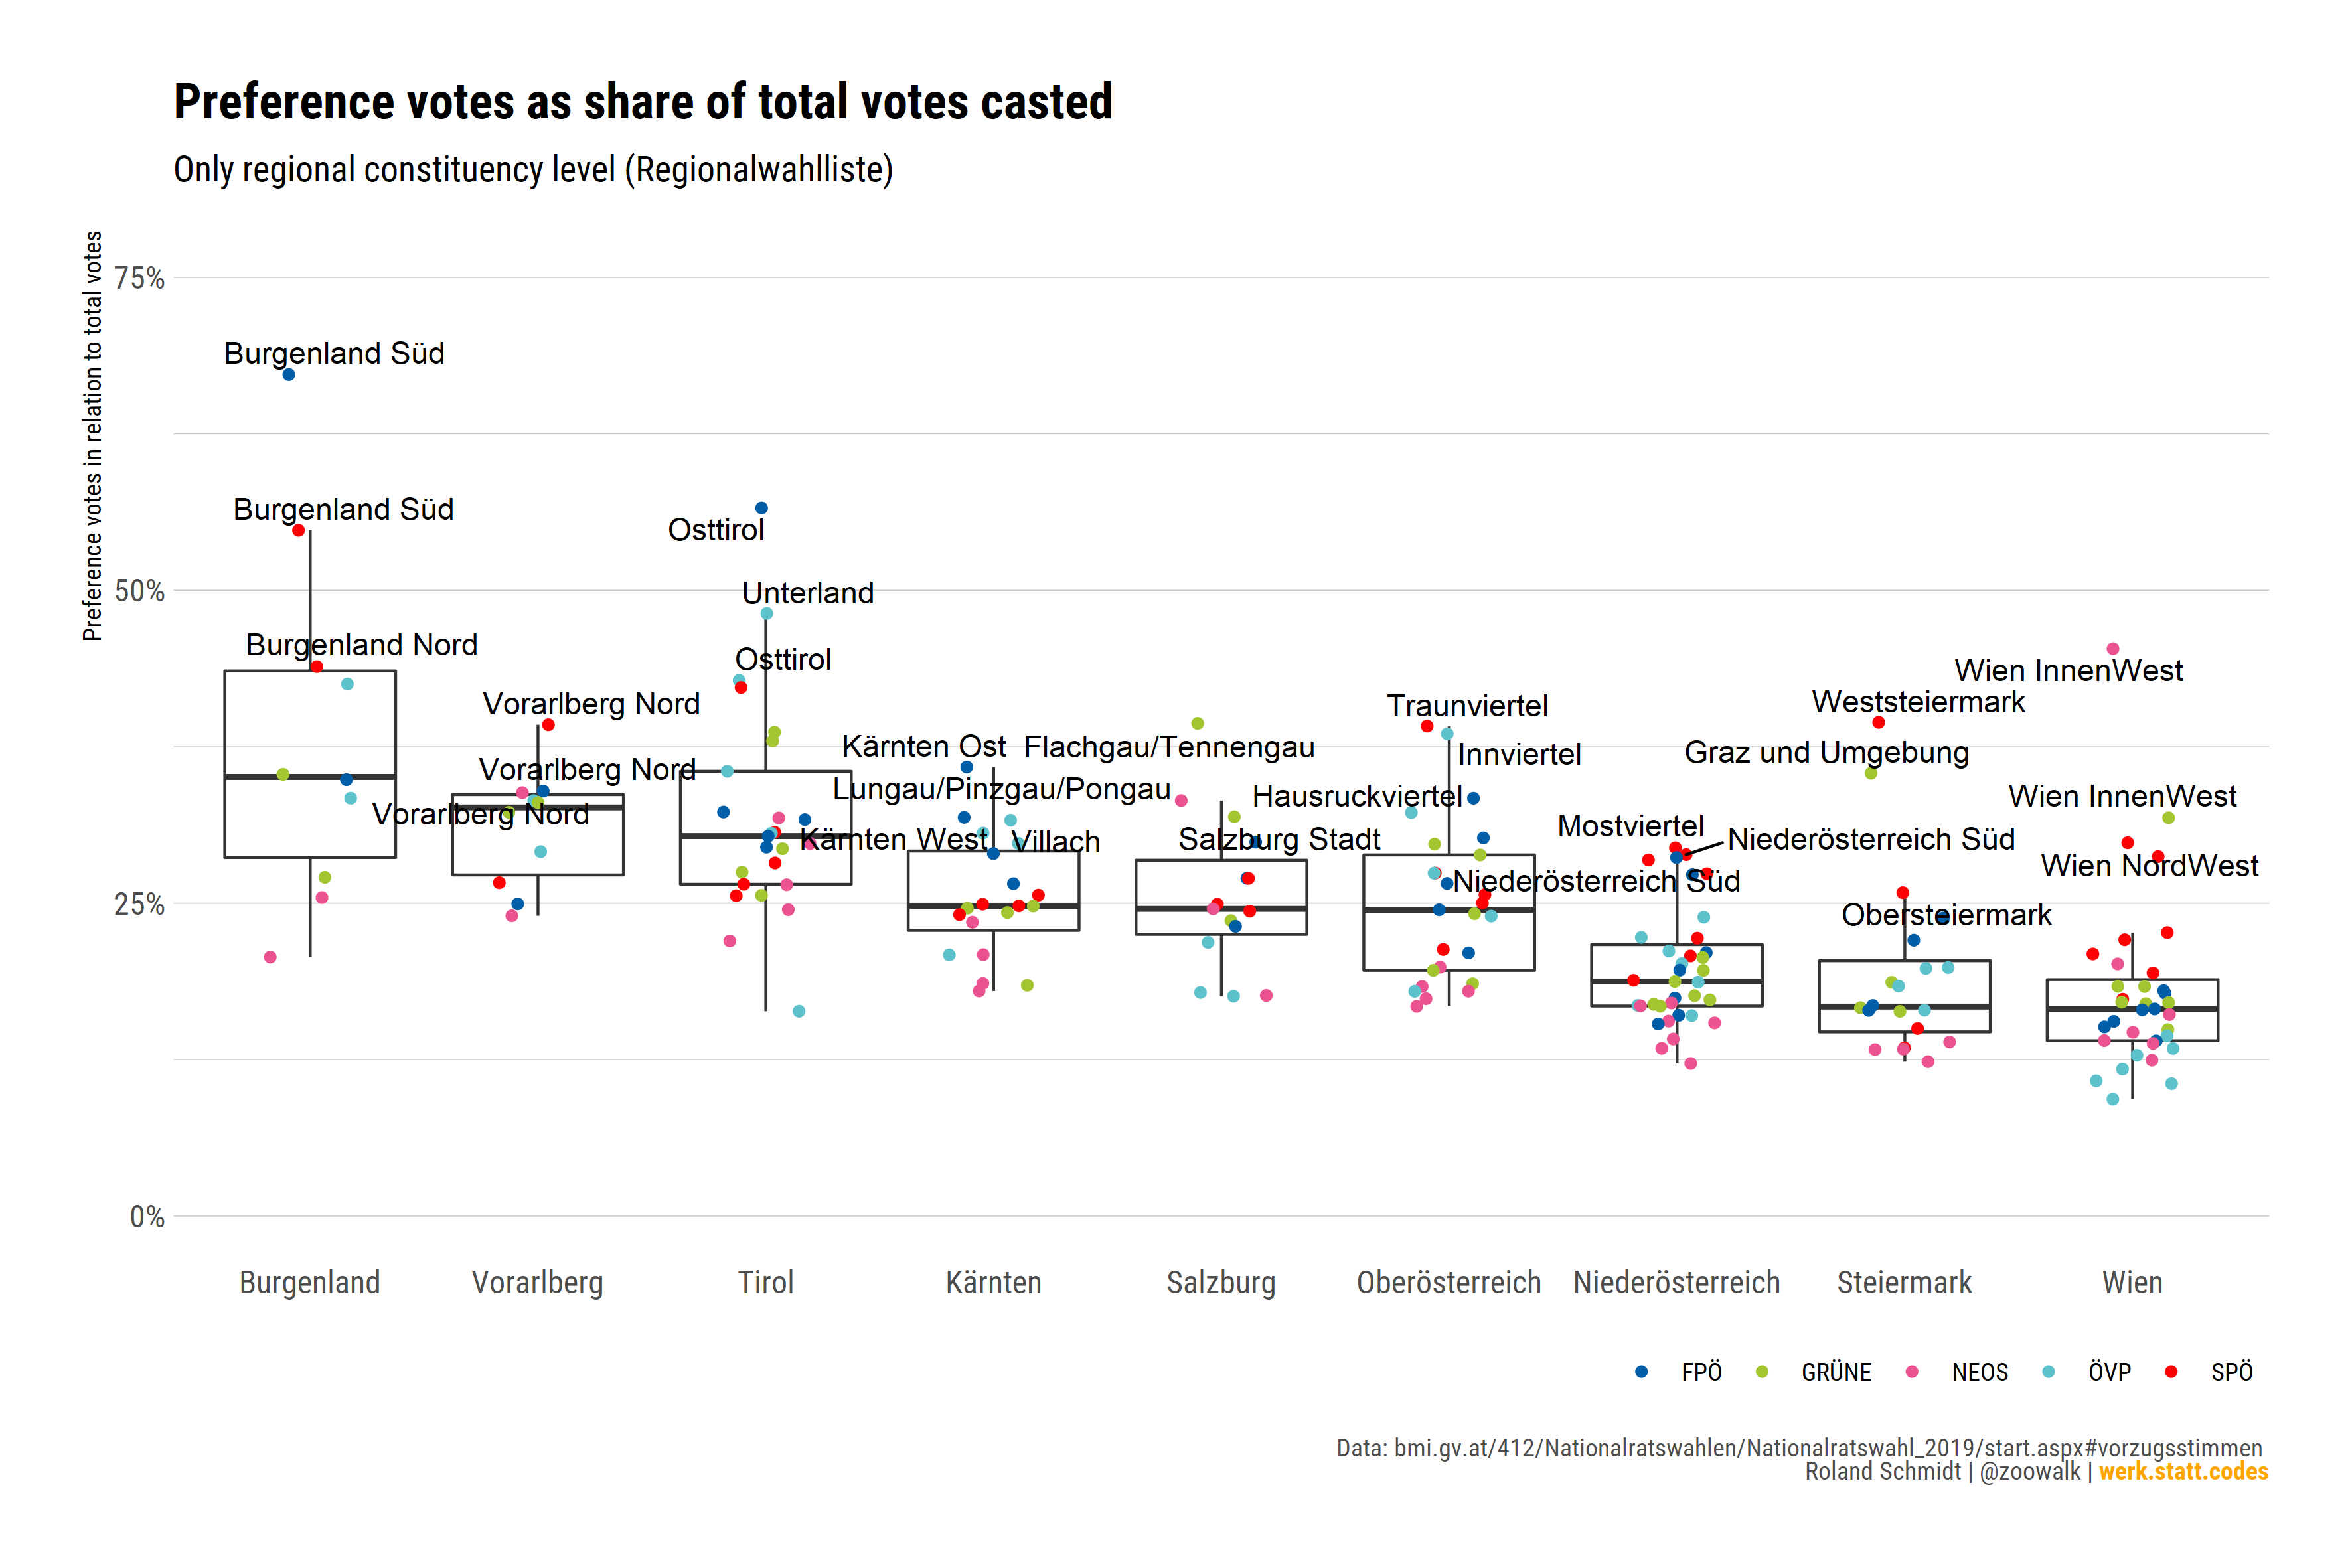 Preference votes as share of total votes casted
Only regional constituency level (Regionalwahlliste)
Preference votes in relation to total votes
75%
50%
25%
0%
Burgenland Süd
Burgenland Süd
Burgenland Nord
Vorarlberg Nord
Vorarlberg Nord
Vorarlberg Nord
Osttirol
Unterland
Osttirol
Kärnten Ost
Flachgau/Tennengau
Lungau/Pinzgau/Pongau
Kärnten West
Villach
Salzburg Stadt
Traunviertel
Innviertel
Hausruckviertel
Mostviertel
Niederösterreich Süd
Niederösterreich Süd
Weststeiermark
Graz und Umgebung
Obersteiermark
Wien InnenWest
Wien InnenWest
Wien NordWest
Burgenland
Vorarlberg
Tirol
Kärnten
Salzburg
Oberösterreich
Niederösterreich
Steiermark
Wien
FPÖ
GRÜNE
NEOS
ÖVP
SPÖ
Data: bmi.gv.at/412/Nationalratswahlen/Nationalratswahl_2019/start.aspx#vorzugsstimmen
Roland Schmidt | @zoowalk | werk.statt.codes